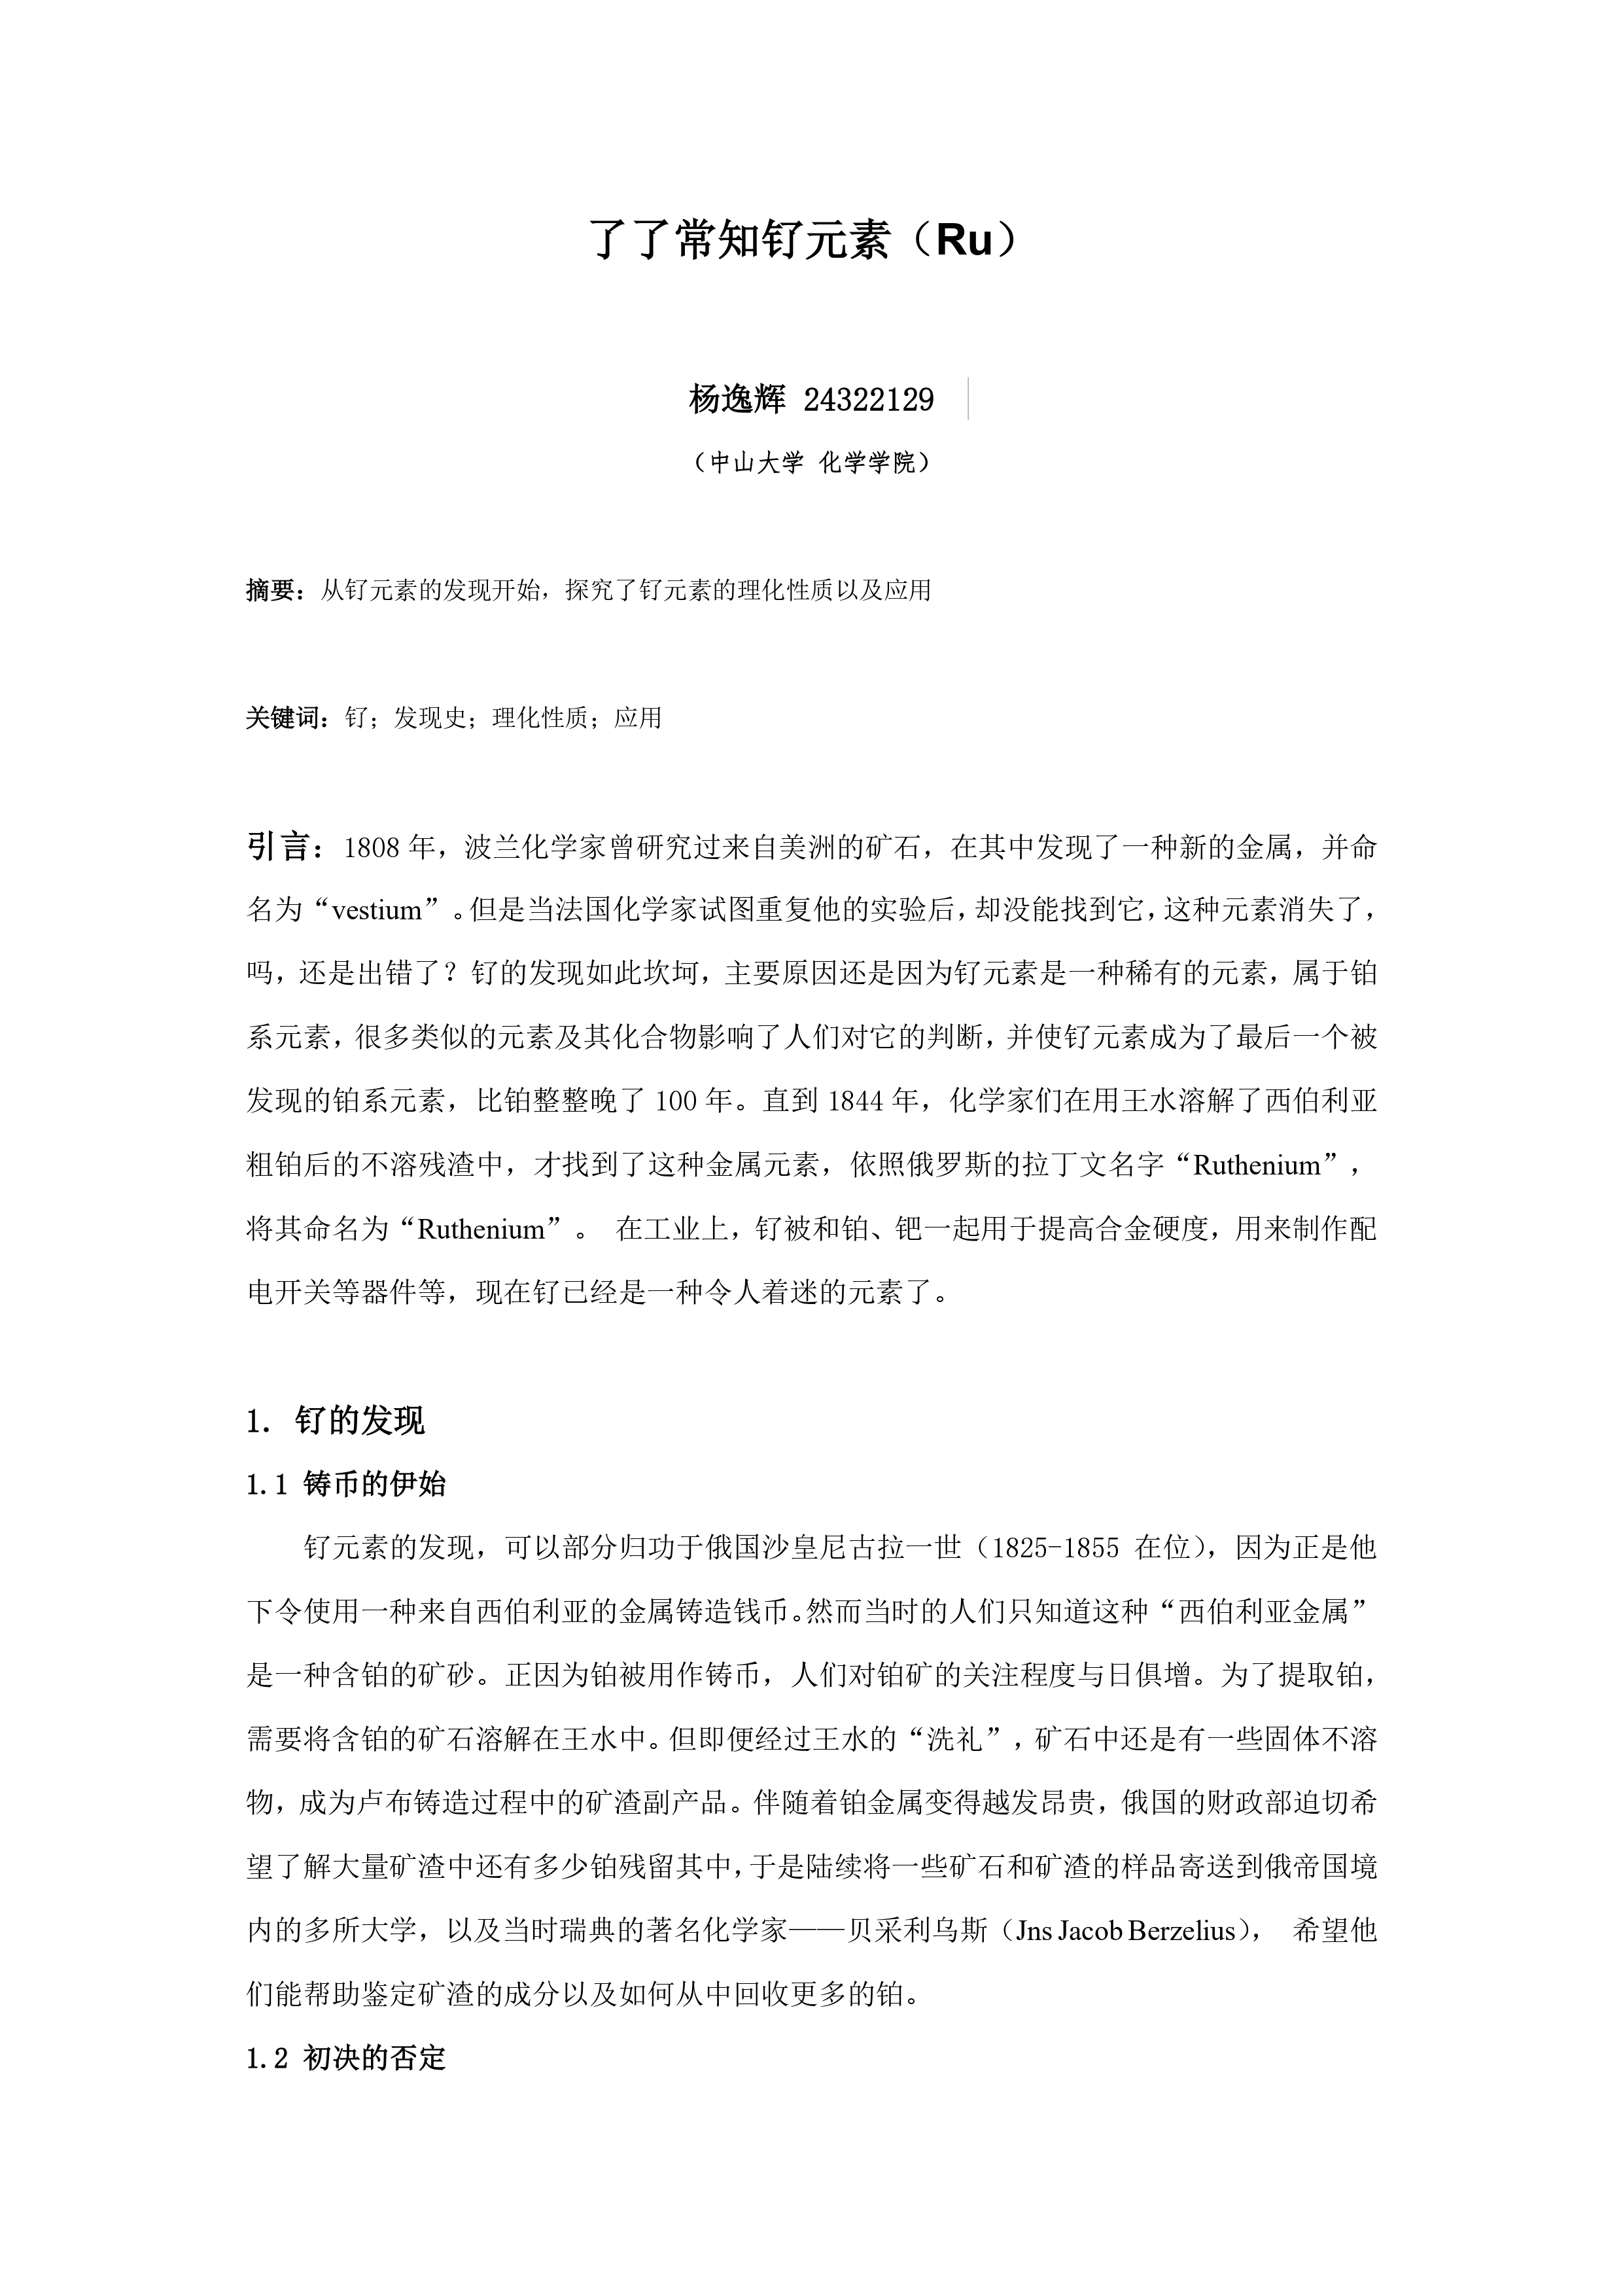 了了常知钌元素（Ru）
杨逸辉 24322129
（中山大学 化学学院）
摘要：从钌元素的发现开始，探究了钌元素的理化性质以及应用
关键词：钌；发现史；理化性质；应用
引言：1808 年，波兰化学家曾研究过来自美洲的矿石，在其中发现了一种新的金属，并命
名为“vestium”。但是当法国化学家试图重复他的实验后，却没能找到它，这种元素消失了，
吗，还是出错了？钌的发现如此坎坷，主要原因还是因为钌元素是一种稀有的元素，属于铂
系元素，很多类似的元素及其化合物影响了人们对它的判断，并使钌元素成为了最后一个被
发现的铂系元素，比铂整整晚了 100 年。直到 1844 年，化学家们在用王水溶解了西伯利亚
粗铂后的不溶残渣中，才找到了这种金属元素，依照俄罗斯的拉丁文名字“Ruthenium”，
将其命名为“Ruthenium”。 在工业上，钌被和铂、钯一起用于提高合金硬度，用来制作配
电开关等器件等，现在钌已经是一种令人着迷的元素了。
1. 钌的发现
1.1 铸币的伊始
钌元素的发现，可以部分归功于俄国沙皇尼古拉一世（1825-1855 在位），因为正是他
下令使用一种来自西伯利亚的金属铸造钱币。然而当时的人们只知道这种“西伯利亚金属”
是一种含铂的矿砂。正因为铂被用作铸币，人们对铂矿的关注程度与日俱增。为了提取铂，
需要将含铂的矿石溶解在王水中。但即便经过王水的“洗礼”，矿石中还是有一些固体不溶
物，成为卢布铸造过程中的矿渣副产品。伴随着铂金属变得越发昂贵，俄国的财政部迫切希
望了解大量矿渣中还有多少铂残留其中，于是陆续将一些矿石和矿渣的样品寄送到俄帝国境
内的多所大学，以及当时瑞典的著名化学家——贝采利乌斯（Jns Jacob Berzelius）， 希望他
们能帮助鉴定矿渣的成分以及如何从中回收更多的铂。
1.2 初决的否定